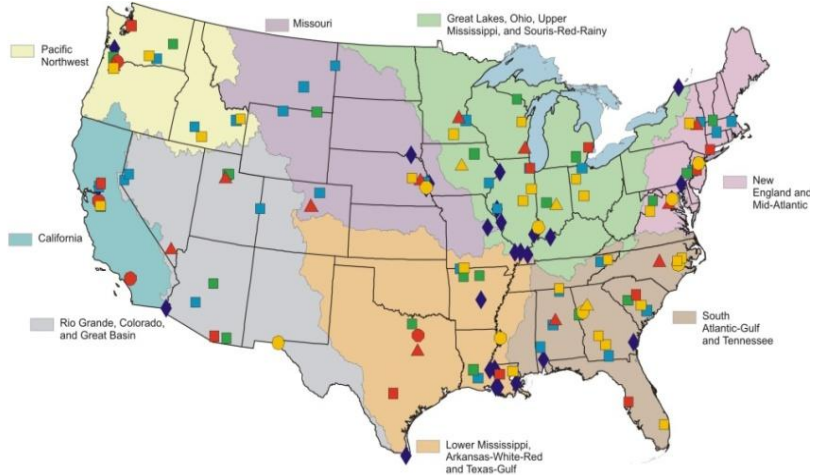 Missouri
Great Lakes, Ohio, Upper
Mississippi, and Souris-Red-Rainy
Pacific
Northwest
New
England and
Mid-Atlantic
California
Rio Grande, Colorado,
and Great Basin
South
Atlantic-Gulf
and Tennessee
Lower Mississippi,
Arkansas-White-Red
and Texas-Gulf